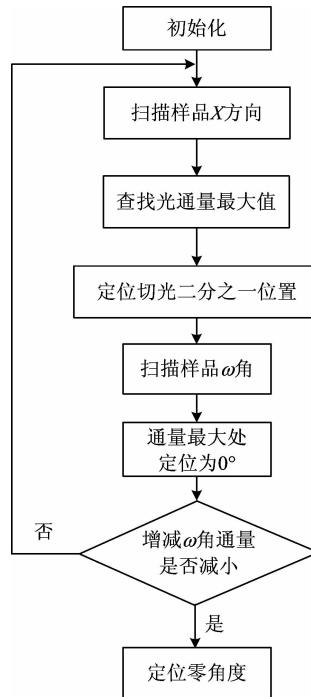 初始化
扫描样品X方向
查找光通量最大值
定位切光二分之一位置
扫描样品ω角
通量最大处
定位为0°
否
增减ω角通量
是否减小
是
定位零角度